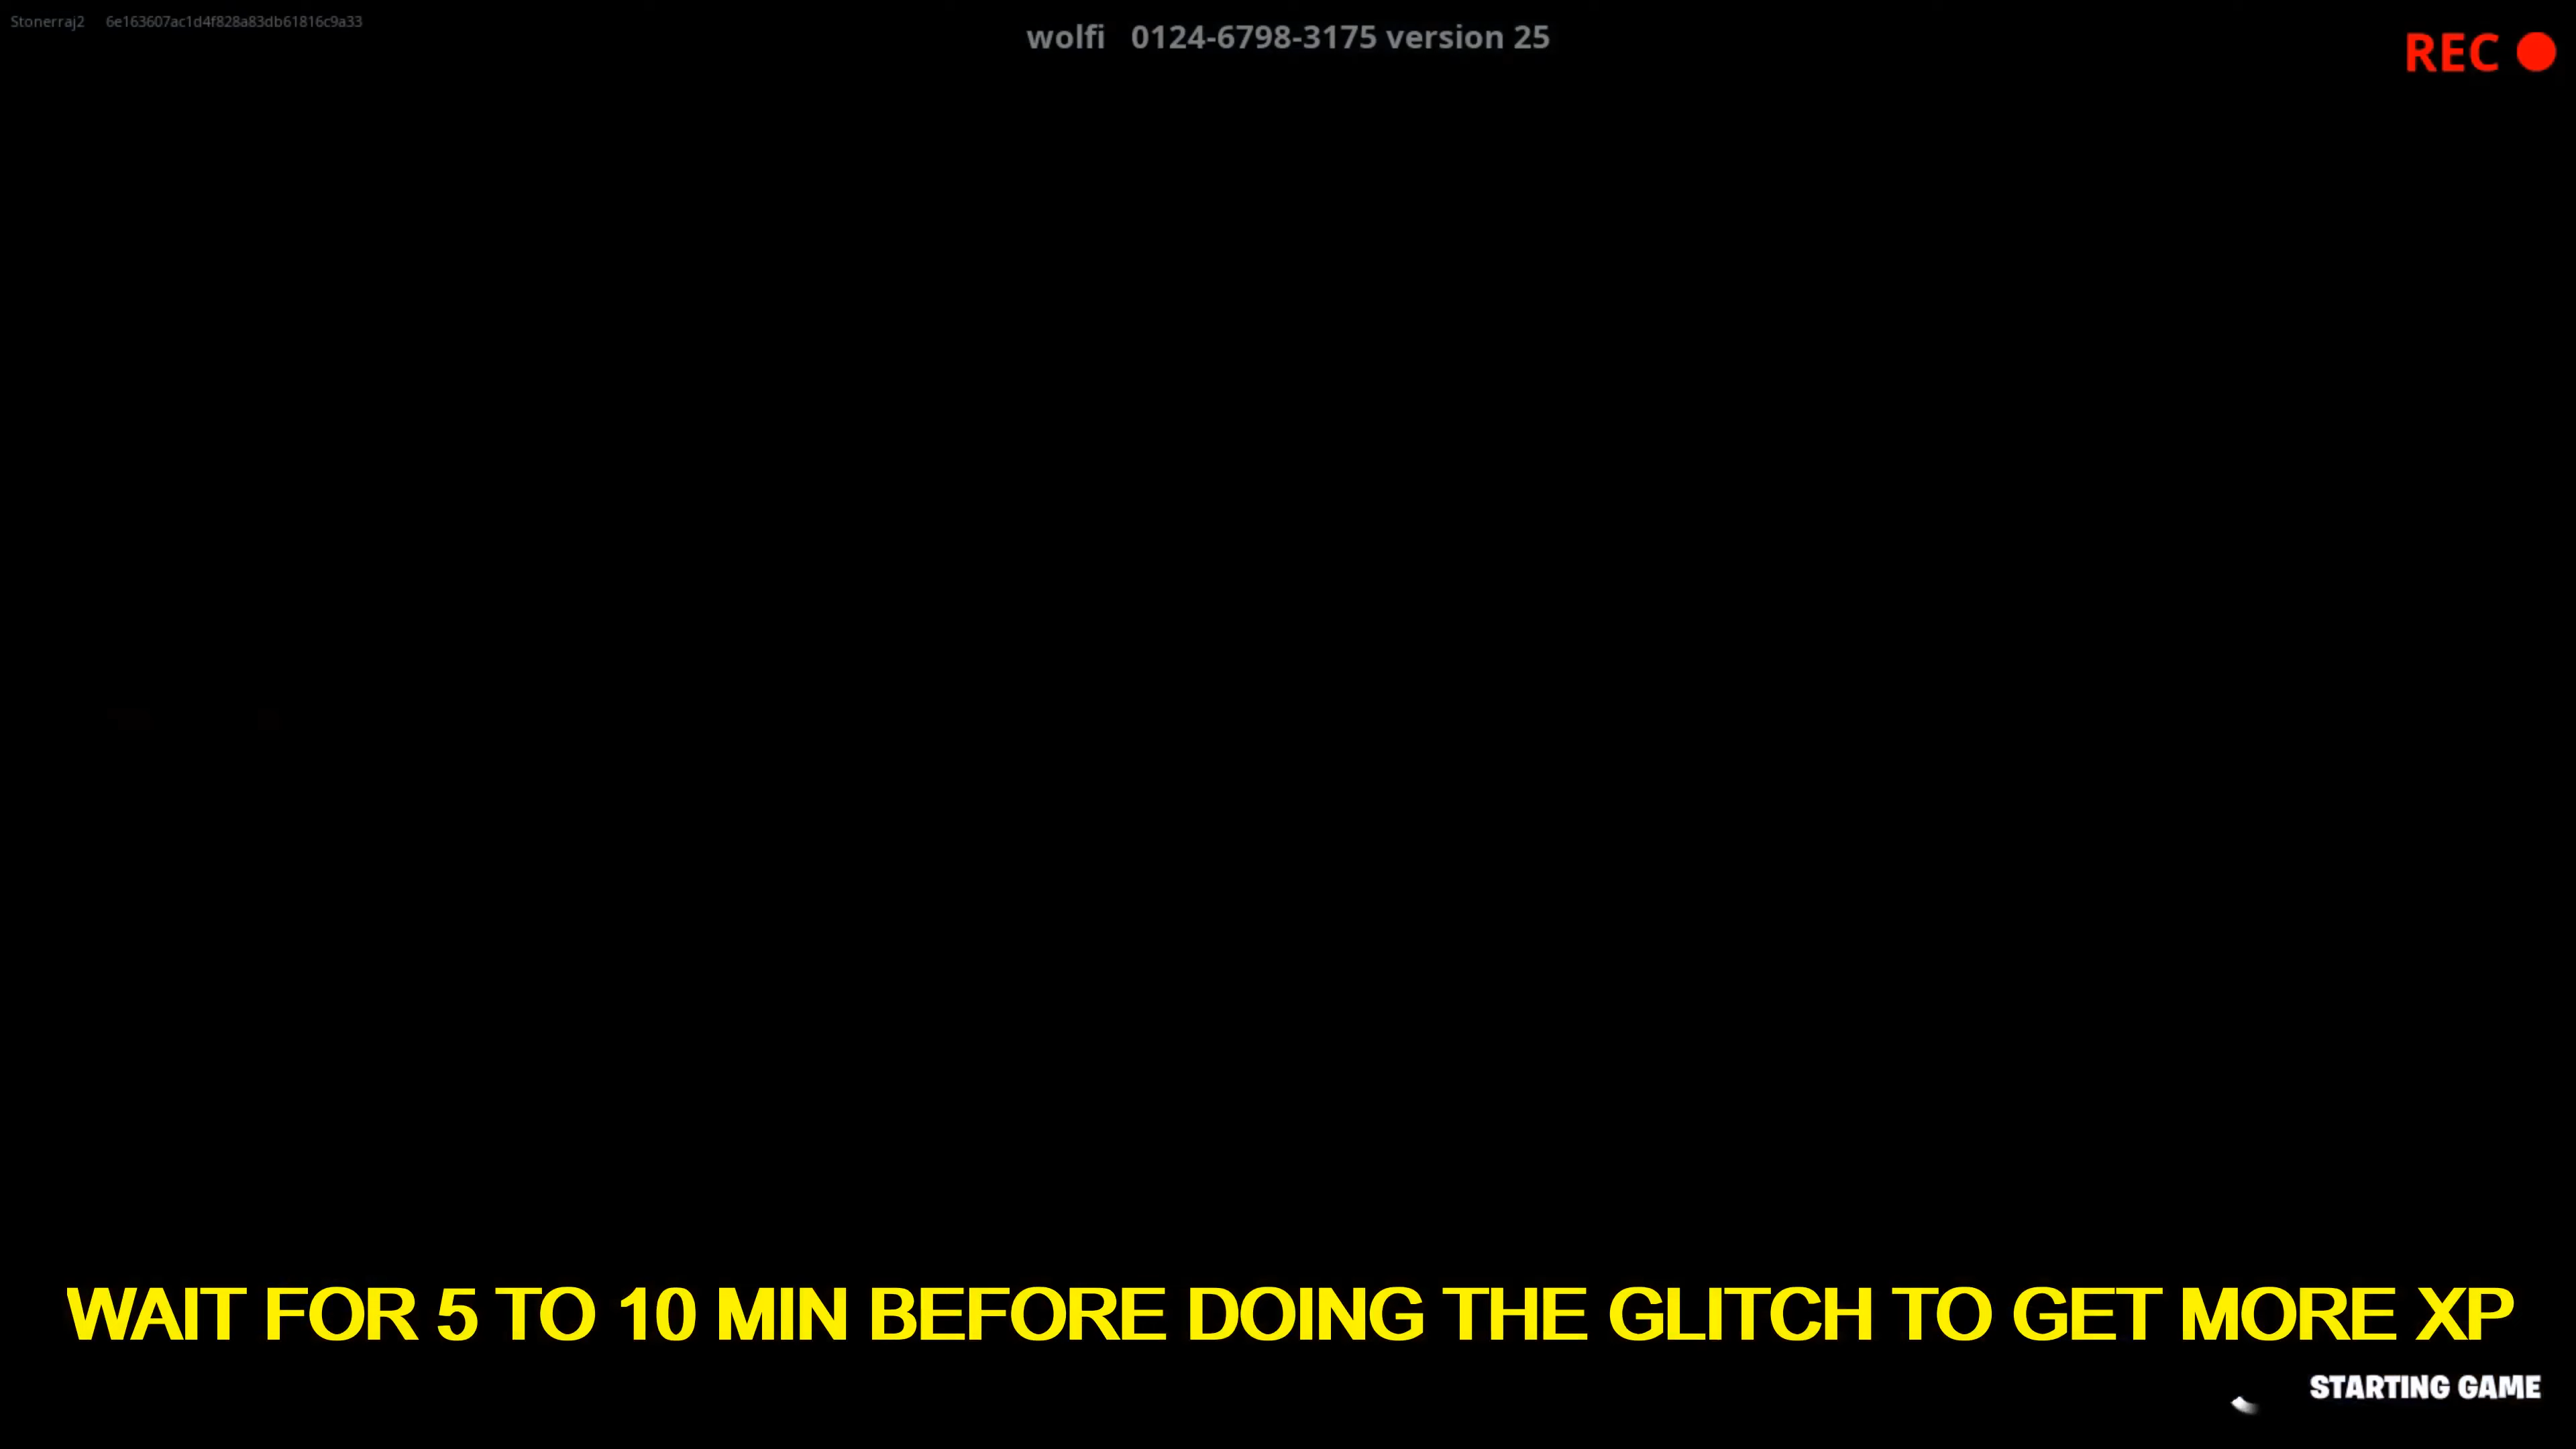 Stonerraj2 6e163607ac1d4f828a83db61816c9a33
wolfi 0124-6798-3175 version 25
REC
WAIT FOR 5 TO 10 MIN BEFORE DOING THE GLITCH TO GET MORE XP
STARTING GAME